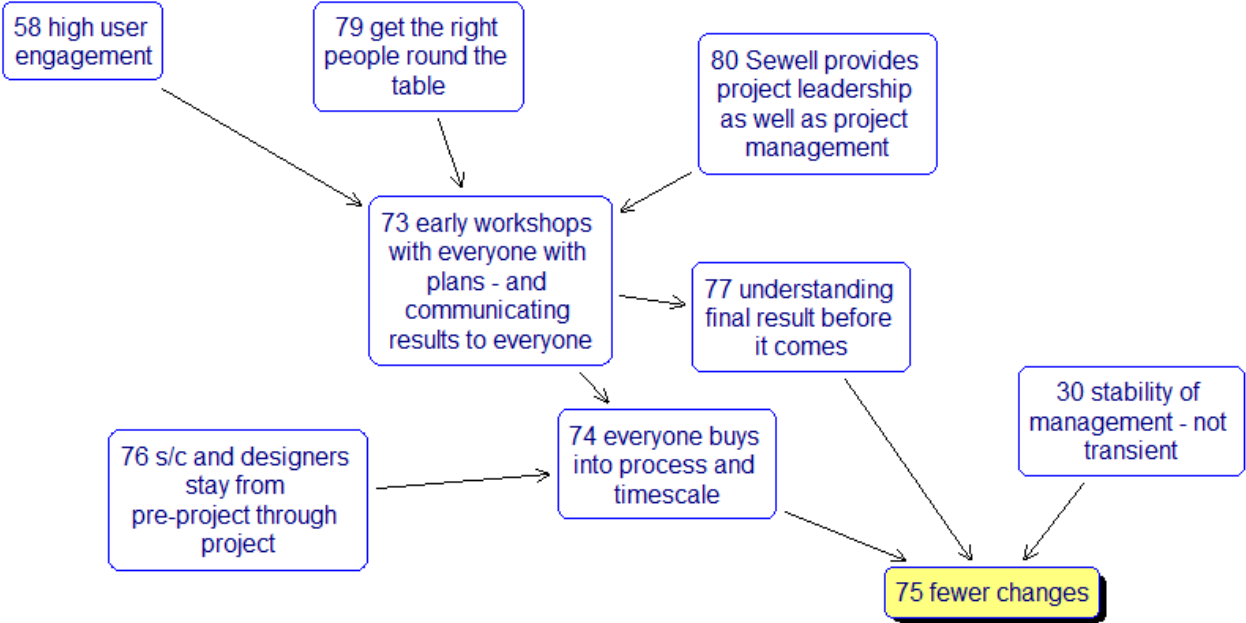 58 high user
engagement
79 get the right
people round the
table
80 Sewell provides
project leadership
as well as project
management
73 early workshops
with everyone with
plans - and
communicating
results to everyone
77 understanding
final result before
it comes
30 stability of
management - not
transient
74 everyone buys
into process and
timescale
76 s/c and designers
stay from
pre-project through
project
75 fewer changes